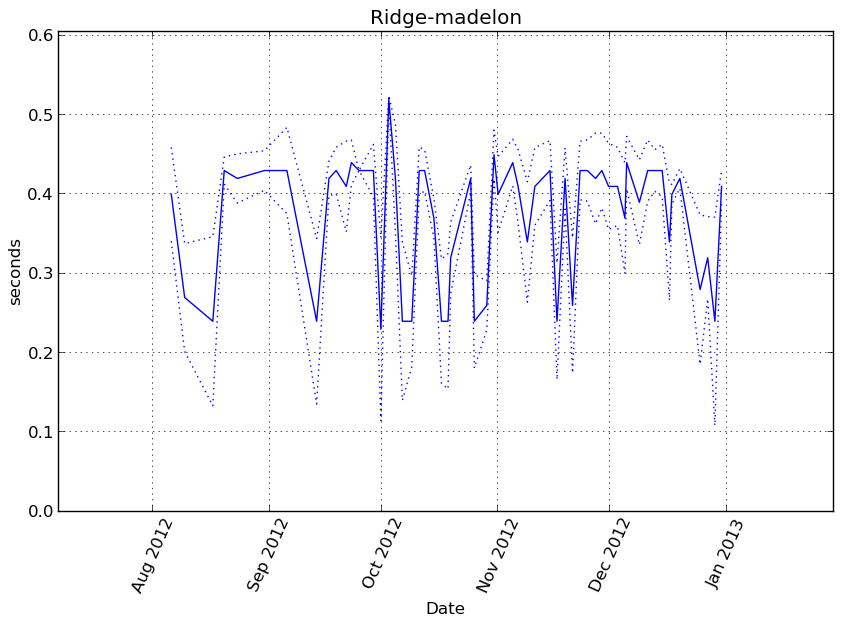 Ridge-madelon
0.6
0.5
0.4
0.3
0.2
0.1
0.0
seconds
Aug 2012
Sep 2012
Oct 2012
Nov 2012
Dec 2012
Jan 2013
Date